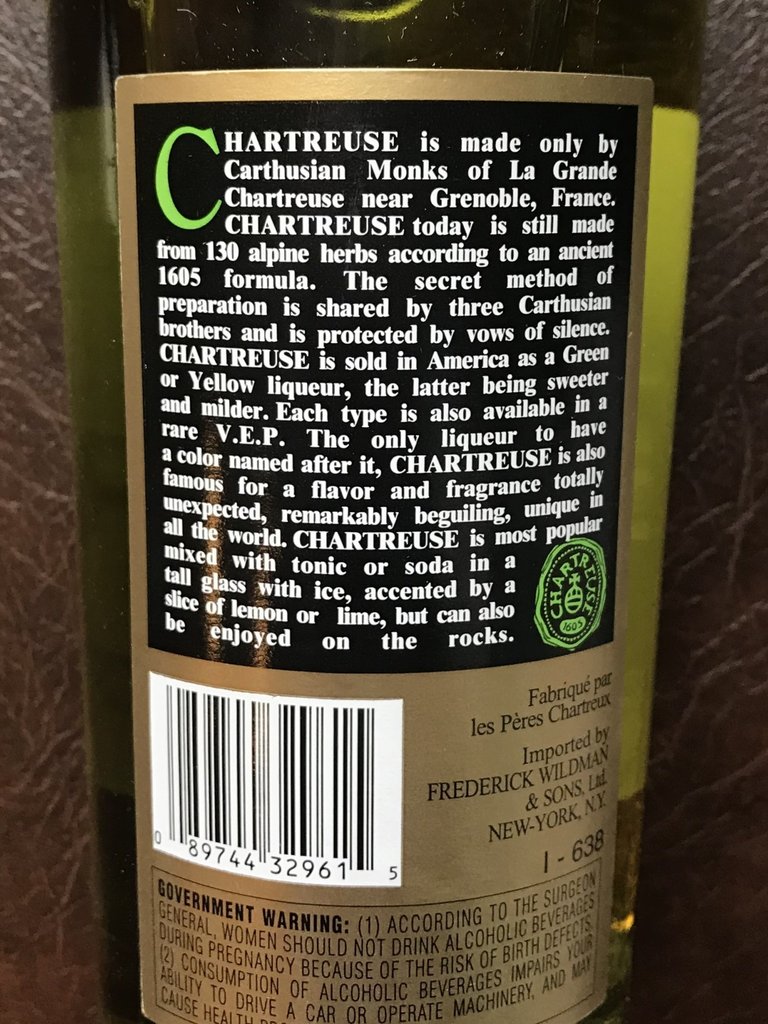 CHARTREUSE is made only by
Carthusian Monks of La Grande
Chartreuse near Grenoble, France.
CHARTREUSE today is still made
from 130 alpine herbs according to an ancient
1605 formula. The secret method of
preparation is shared by three Carthusian
brothers and is protected by vows of silence.
CHARTREUSE is sold in America as a Green
or Yellow liqueur, the latter being sweeter
and milder. Each type is also available in a
rare V.E.P. The only liqueur to have
a color named after it, CHARTREUSE is also
famous for a flavor and fragrance totally
unexpected, remarkably beguiling, unique in
all the world. CHARTREUSE is most popular
mixed with tonic or soda in a
tall glass with ice, accented by a
slice of lemon or lime, but can also
be enjoyed on the rocks.
CHARTREUSE
1605
Fabriqué par
les Pères Chartreux
Imported by
FREDERICK WILDMAN
& SONS, Ltd.
NEW-YORK, N.Y.
I - 638
0 89744 32961 5
GOVERNMENT WARNING: (1) ACCORDING TO THE SURGEON
GENERAL, WOMEN SHOULD NOT DRINK ALCOHOLIC BEVERAGES
DURING PREGNANCY BECAUSE OF THE RISK OF BIRTH DEFECTS.
(2) CONSUMPTION OF ALCOHOLIC BEVERAGES IMPAIRS YOUR
ABILITY TO DRIVE A CAR OR OPERATE MACHINERY, AND MAY
CAUSE HEALTH